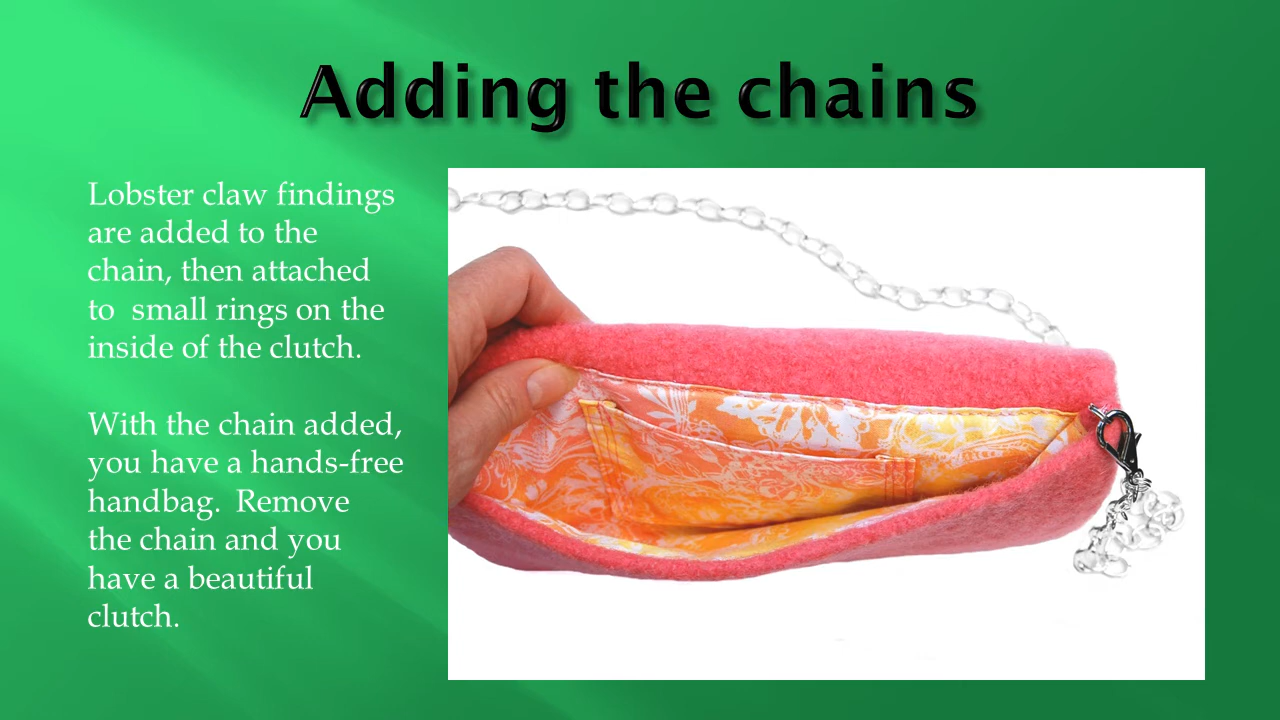 Adding the chains
Lobster claw findings
are added to the
chain, then attached
to  small rings on the
inside of the clutch.
With the chain added,
you have a hands-free
handbag.  Remove
the chain and you
have a beautiful
clutch.